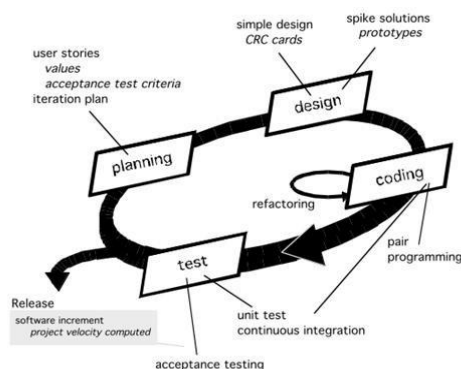 simple design
CRC cards
spike solutions
prototypes
user stories
values
acceptance test criteria
iteration plan
design
planning
coding
refactoring
test
pair
programming
Release
software increment
project velocity computed
unit test
continuous integration
acceptance testing